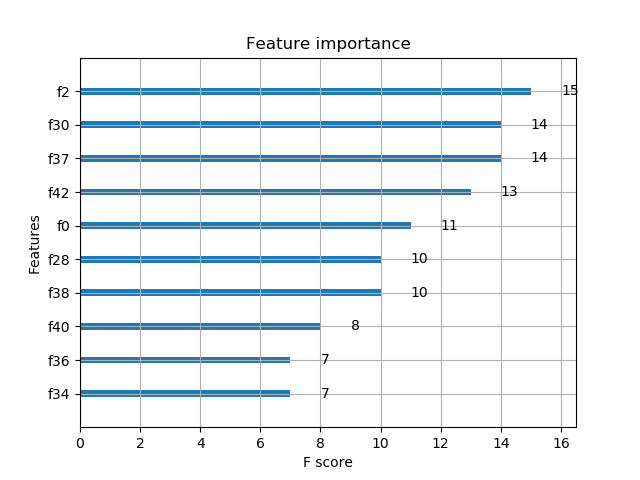 Feature importance
f2 15
f30 14
f37 14
f42 13
f0 11
f28 10
f38 10
f40 8
f36 7
f34 7
Features
0 2 4 6 8 10 12 14 16
F score